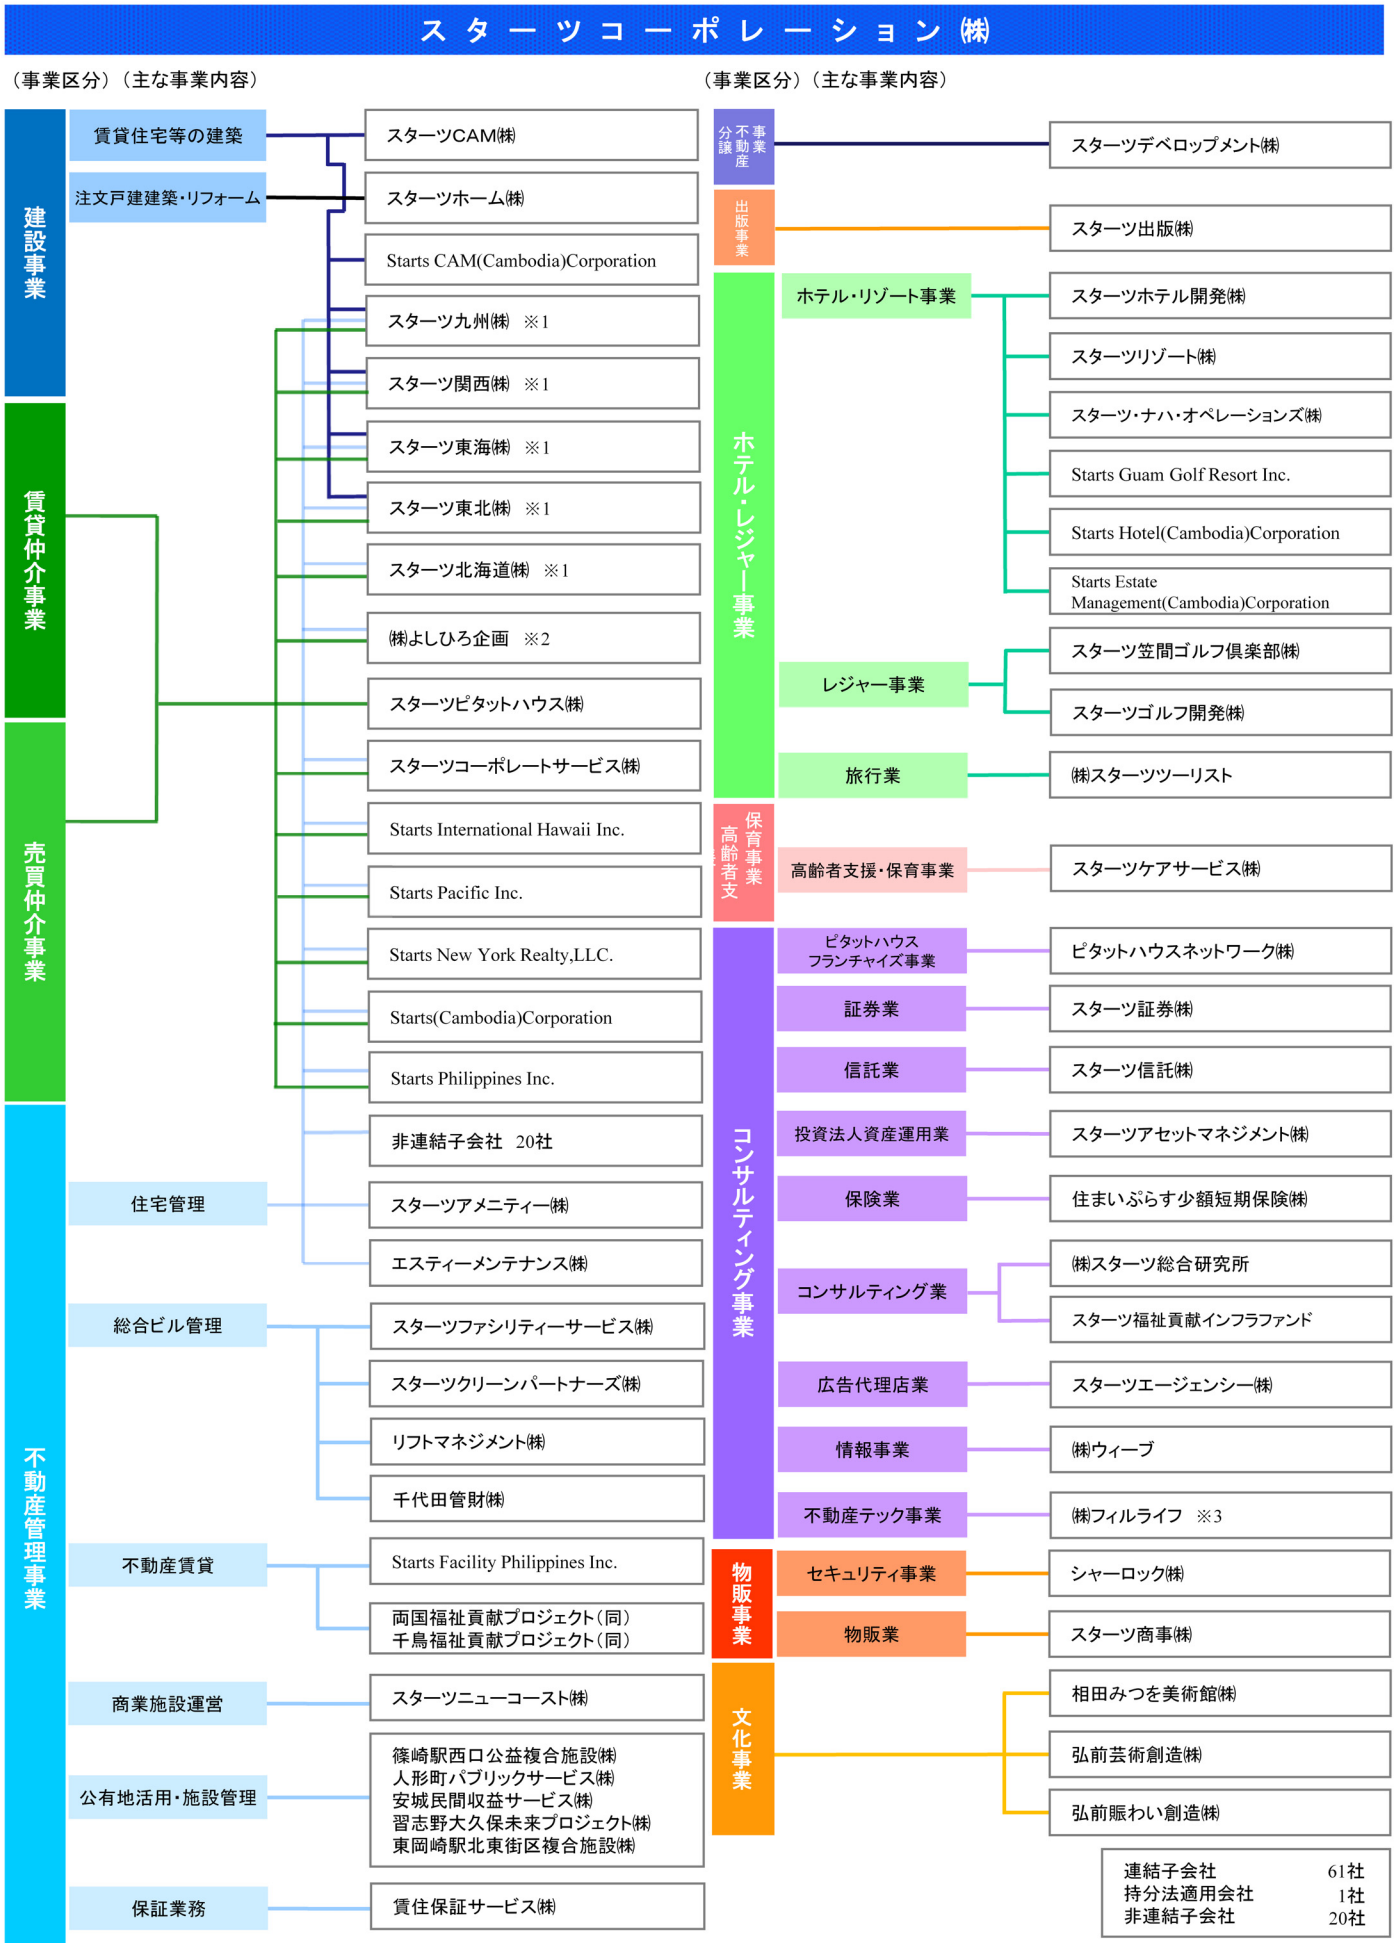 スターツコーポレーション㈱
（事業区分）（主な事業内容）
建設事業
賃貸住宅等の建築
スターツCAM㈱
注文戸建建築・リフォーム
スターツホーム㈱
Starts CAM(Cambodia)Corporation
スターツ九州㈱　※1
スターツ関西㈱　※1
スターツ東海㈱　※1
スターツ東北㈱　※1
スターツ北海道㈱　※1
㈱よしひろ企画　※2
賃貸仲介事業
売買仲介事業
スターツピタットハウス㈱
スターツコーポレートサービス㈱
Starts International Hawaii Inc.
Starts Pacific Inc.
Starts New York Realty,LLC.
Starts(Cambodia)Corporation
Starts Philippines Inc.
非連結子会社　20社
不動産管理事業
住宅管理
スターツアメニティー㈱
エスティーメンテナンス㈱
総合ビル管理
スターツファシリティーサービス㈱
スターツクリーンパートナーズ㈱
リフトマネジメント㈱
千代田管財㈱
不動産賃貸
Starts Facility Philippines Inc.
両国福祉貢献プロジェクト（同）
千鳥福祉貢献プロジェクト（同）
商業施設運営
スターツニューコースト㈱
公有地活用・施設管理
篠崎駅西口公益複合施設㈱
人形町パブリックサービス㈱
安城民間収益サービス㈱
習志野大久保未来プロジェクト㈱
東岡崎駅北東街区複合施設㈱
保証業務
賃住保証サービス㈱
（事業区分）（主な事業内容）
事業
不動産
分譲
スターツデベロップメント㈱
出版事業
スターツ出版㈱
ホテル・レジャー事業
ホテル・リゾート事業
スターツホテル開発㈱
スターツリゾート㈱
スターツ・ナハ・オペレーションズ㈱
Starts Guam Golf Resort Inc.
Starts Hotel(Cambodia)Corporation
Starts Estate
Management(Cambodia)Corporation
レジャー事業
スターツ笠間ゴルフ倶楽部㈱
スターツゴルフ開発㈱
旅行業
㈱スターツツーリスト
保育事業
高齢者支
高齢者支援・保育事業
スターツケアサービス㈱
コンサルティング事業
ピタットハウス
フランチャイズ事業
ピタットハウスネットワーク㈱
証券業
スターツ証券㈱
信託業
スターツ信託㈱
投資法人資産運用業
スターツアセットマネジメント㈱
保険業
住まいぷらす少額短期保険㈱
コンサルティング業
㈱スターツ総合研究所
スターツ福祉貢献インフラファンド
広告代理店業
スターツエージェンシー㈱
情報事業
㈱ウィーブ
不動産テック事業
㈱フィルライフ　※3
物販事業
セキュリティ事業
シャーロック㈱
物販業
スターツ商事㈱
文化事業
相田みつを美術館㈱
弘前芸術創造㈱
弘前賑わい創造㈱
連結子会社　61社
持分法適用会社　1社
非連結子会社　20社